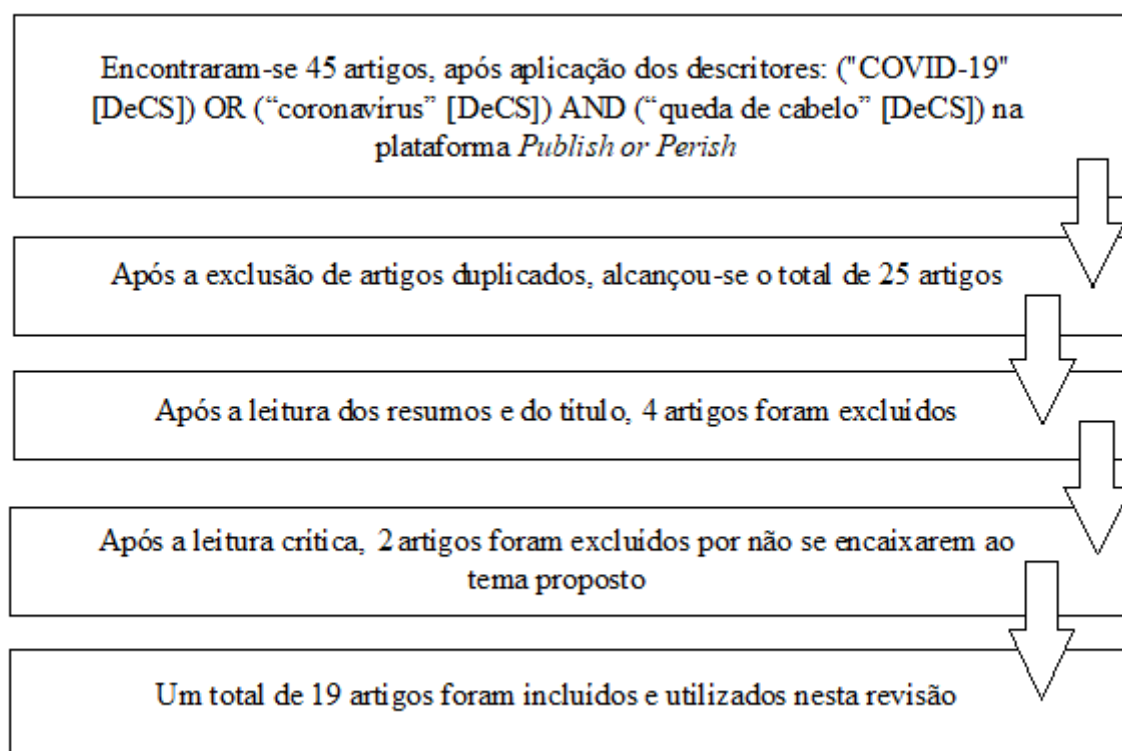 Encontraram-se 45 artigos, após aplicação dos descritores: ("COVID-19"
[DeCS]) OR (“coronavírus” [DeCS]) AND (“queda de cabelo” [DeCS]) na
plataforma Publish or Perish
Após a exclusão de artigos duplicados, alcançou-se o total de 25 artigos
Após a leitura dos resumos e do título, 4 artigos foram excluídos
Após a leitura crítica, 2 artigos foram excluídos por não se encaixarem ao
tema proposto
Um total de 19 artigos foram incluídos e utilizados nesta revisão